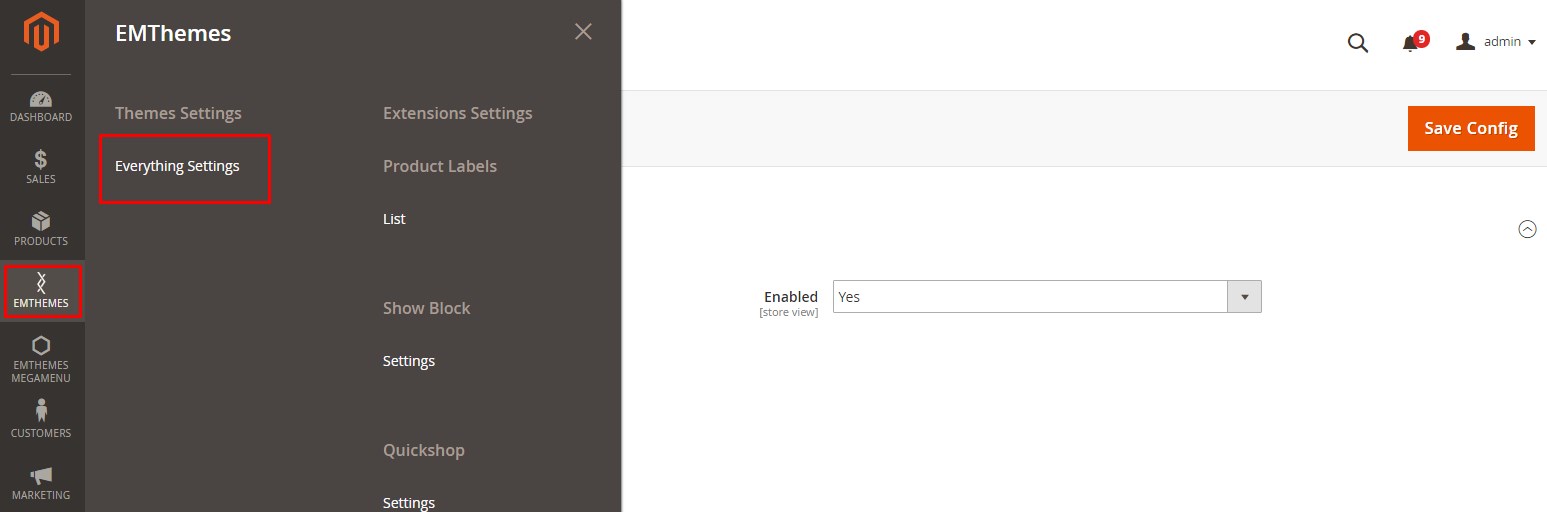 DASHBOARD
SALES
PRODUCTS
EMTHEMES
EMTHEMES
MEGAMENU
CUSTOMERS
MARKETING
EMThemes
Themes Settings
Everything Settings
Extensions Settings
Product Labels
List
Show Block
Settings
Quickshop
Settings
9
admin
Save Config
Enabled
[store view]
Yes